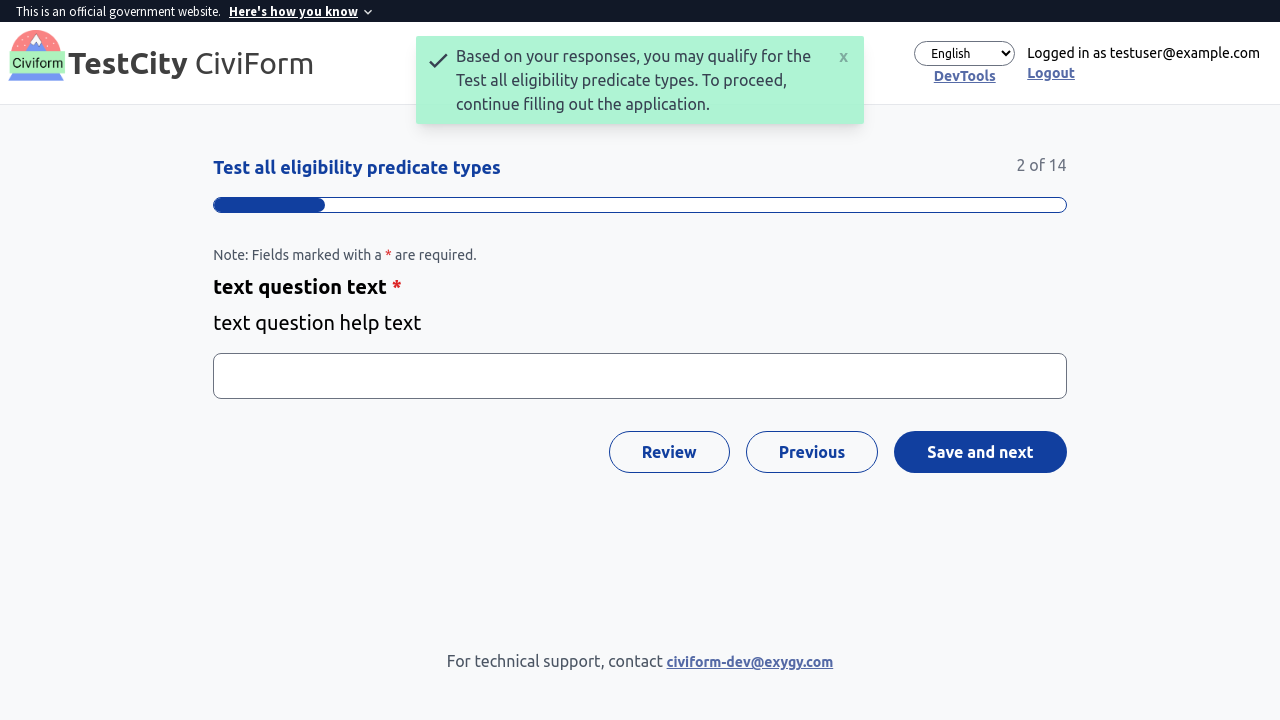 This is an official government website. Here's how you know
Civiform
TestCity CiviForm
Based on your responses, you may qualify for the
Test all eligibility predicate types. To proceed,
continue filling out the application.
x
English
DevTools
Logged in as testuser@example.com
Logout
Test all eligibility predicate types
2 of 14
Note: Fields marked with a * are required.
text question text *
text question help text
Review
Previous
Save and next
For technical support, contact civiform-dev@exygy.com